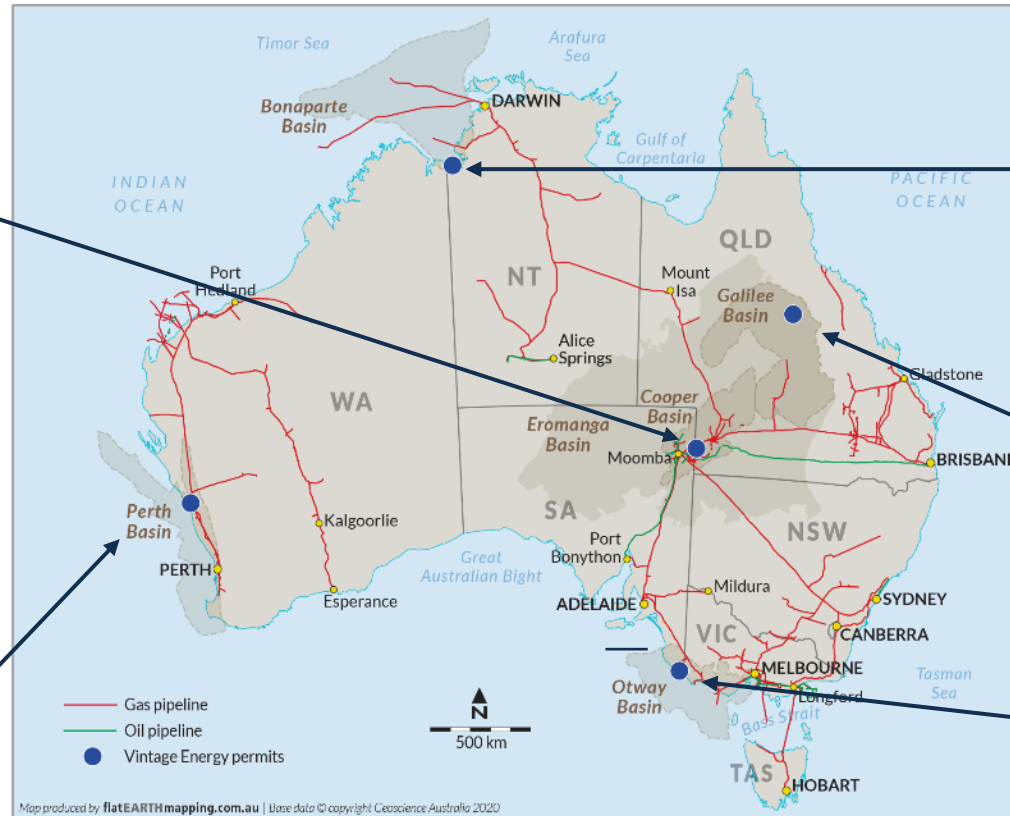 Timor Sea
Arafura
Sea
Bonaparte
Basin
DARWIN
Gulf of
Carpentaria
INDIAN
OCEAN
PACIFIC
OCEAN
QLD
Port
Hedland
NT
Mount
Isa
Galilee
Basin
Alice
Springs
Gladstone
WA
Cooper
Basin
Eromanga
Basin
Moomba
BRISBANE
Perth
Basin
Kalgoorlie
SA
NSW
Port
Bonython
PERTH
Great
Australian Bight
Esperance
Mildura
ADELAIDE
SYDNEY
VIC
CANBERRA
MELBOURNE
Tasman
Sea
Otway
Basin
Longford
Bass Strait
Gas pipeline
Oil pipeline
Vintage Energy permits
N
500 km
TAS
HOBART
Map produced by flatEARTHmapping.com.au | Base data © copyright Geoscience Australia 2020